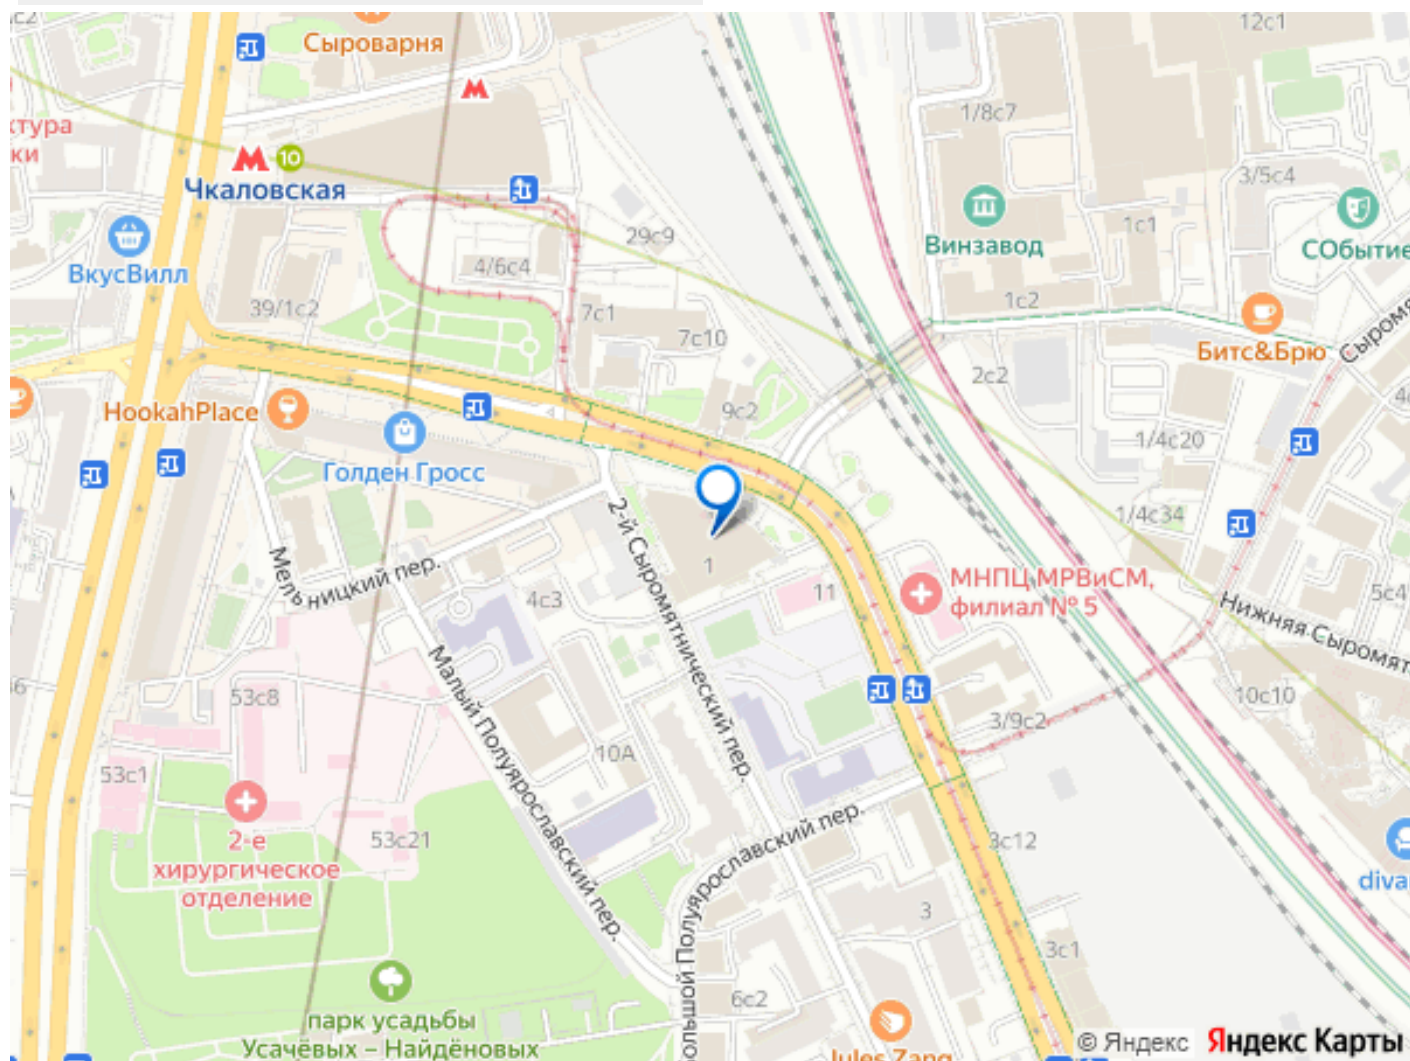 12с1
Сыроварня
1/8с7
ктура
ки
10
Чкаловская
3/5с4
29с9
1с1
Винзавод
СОбытие
ВкусВилл
4/6с4
39/1с2
7с1
1с2
7с10
Битс&Брю
Сыромя
2с2
HookahPlace
9с2
1/4с20
Голден Гросс
1/4с34
2-й Сыромятнический пер.
Мельницкий пер.
1
4с3
11
МНПЦ МРВиСМ,
филиал № 5
5с4
Нижняя Сыромят
Малый Полуярославский пер.
53с8
10с10
3/9с2
10А
53с1
2-е
хирургическое
отделение
53с21
Большой Полуярославский пер.
3с12
diva
3
3с1
6с2
парк усадьбы
Усачёвых – Найдёновых
Jules Zang
© Яндекс Яндекс Карты